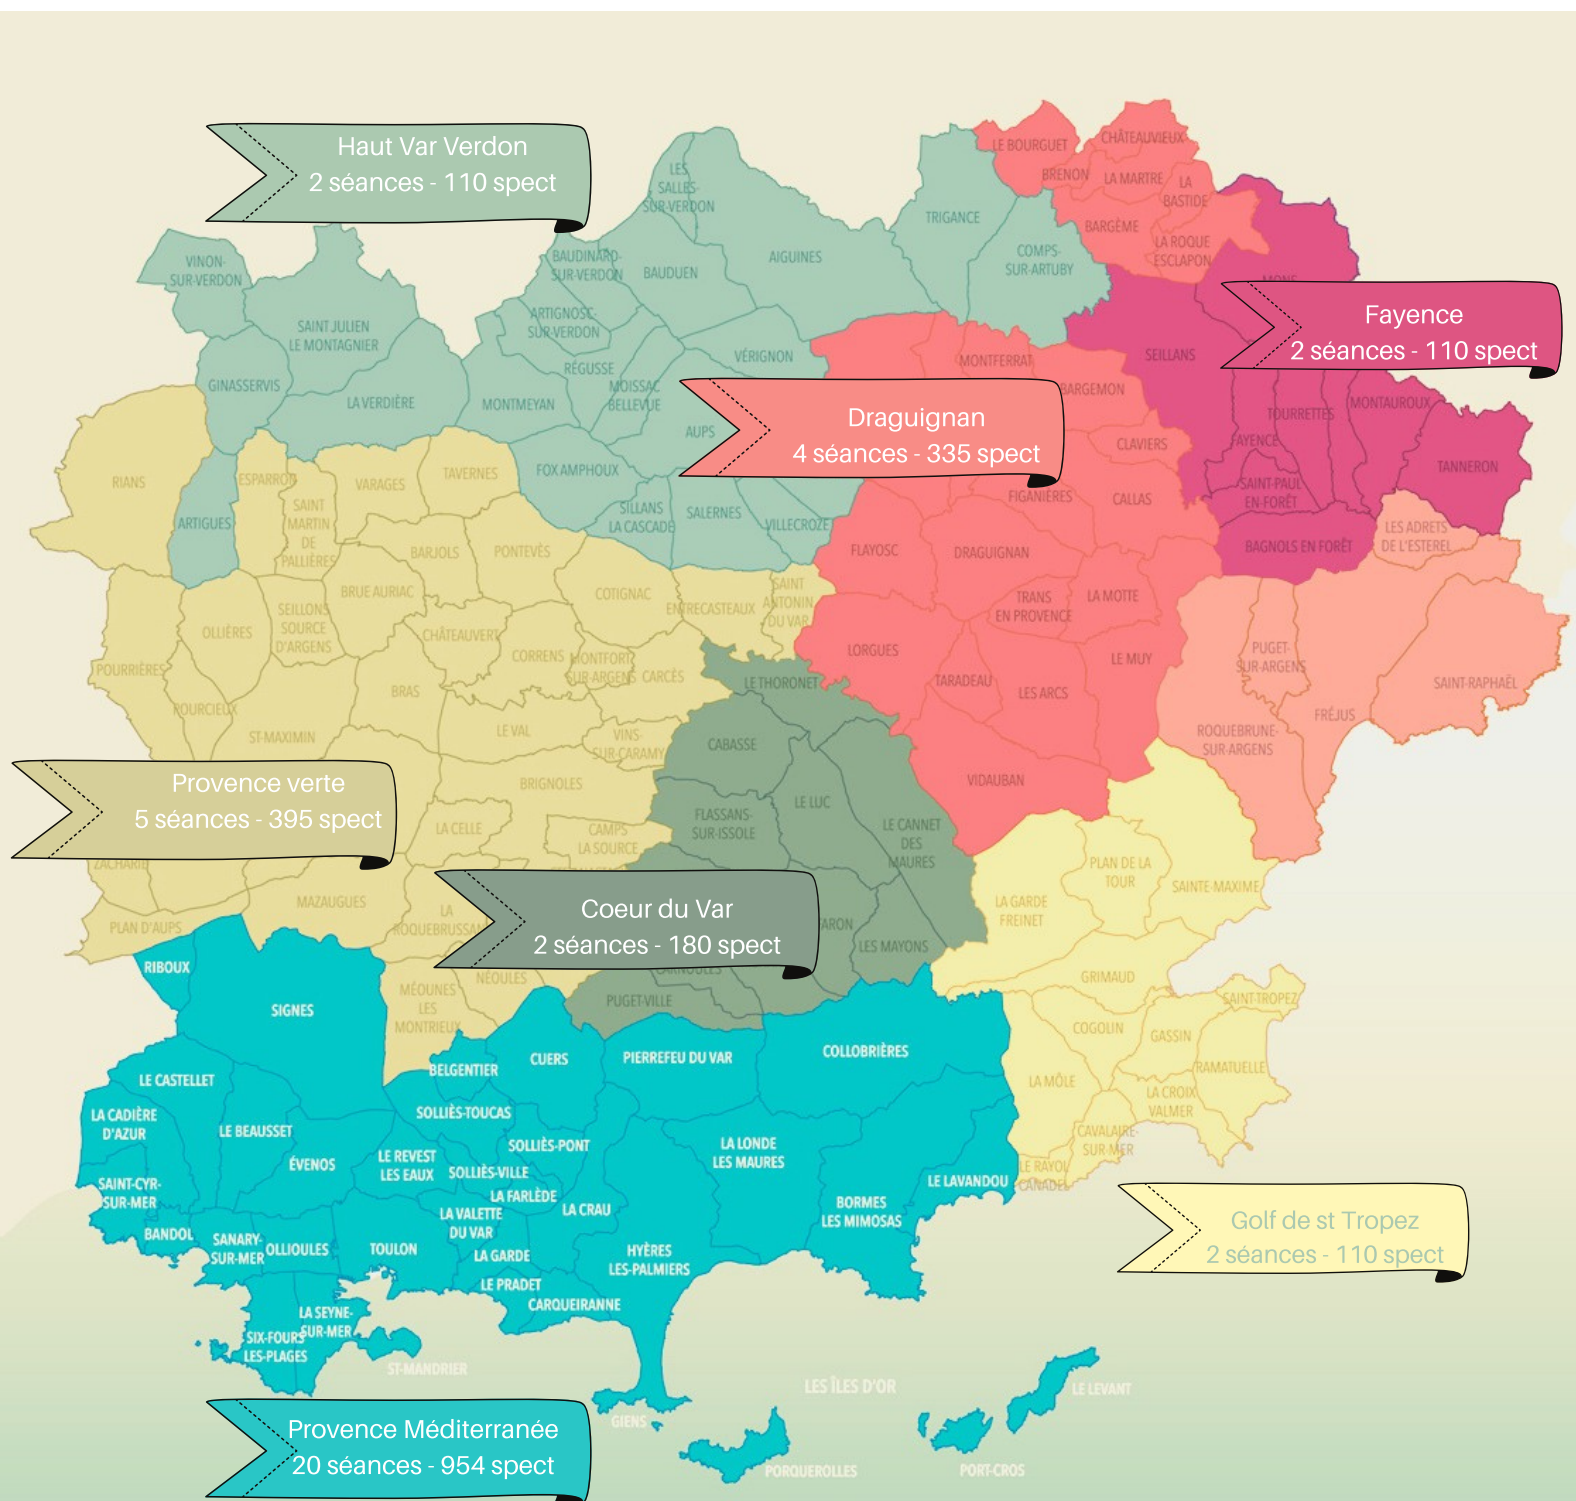 Haut Var Verdon
2 séances - 110 spect
LE BOURGUET
CHÂTEAUVIEUX
BRENON
LA MARTRE
LA
BASTIDE
BARGÈME
LA ROQUE
ESCLAPON
LES
SALLES-
SUR-VERDON
TRIGANCE
COMPS-
SUR-ARTUBY
AIGUINES
BAUDINARD-
SUR-VERDON
BAUDUEN
VINON-
SUR-VERDON
MONS
Fayence
2 séances - 110 spect
SAINT JULIEN
LE MONTAGNIER
ARTIGNOSC-
SUR-VERDON
VÉRIGNON
MONTFERRAT
SEILLANS
RÉGUSSE
GINASSERVIS
LA VERDIÈRE
MONTMEYAN
MOISSAC
BELLEVUE
BARGEMON
TOURRETTES
MONTAUROUX
Draguignan
4 séances - 335 spect
AUPS
CLAVIERS
FAYENCE
TANNERON
FOX AMPHOUX
RIANS
ESPARRON
VARAGES
TAVERNES
SAINT
MARTIN
DE
PALLIÈRES
ARTIGUES
SILLANS
LA CASCADE
SALERNES
VILLECROZE
FIGANIÈRES
CALLAS
SAINT-PAUL
EN-FORÊT
BAGNOLS EN FORÊT
LES ADRETS
DE L'ESTEREL
BARJOLS
PONTEVÈS
FLAYOSC
DRAGUIGNAN
BRUE AURIAC
COTIGNAC
ENTRECASTEAUX
SAINT
ANTONIN
DU VAR
TRANS
EN PROVENCE
LA MOTTE
OLLIÈRES
SEILLONS
SOURCE
D'ARGENS
CHÂTEAUVERT
CORRENS
MONTFORT
SUR-ARGENS
CARCÈS
LORGUES
LE MUY
PUGET-
SUR-ARGENS
POURRIÈRES
BRAS
LE THORONET
TARADEAU
LES ARCS
SAINT-RAPHAËL
POURCIEUX
ST-MAXIMIN
LE VAL
VINS-
SUR-CARAMY
CABASSE
ROQUEBRUNE-
SUR-ARGENS
FRÉJUS
Provence verte
5 séances - 395 spect
BRIGNOLES
VIDAUBAN
LE LUC
FLASSANS-
SUR-ISSOLE
LE CANNET
DES
MAURES
LA CELLE
CAMPS
LA SOURCE
ZACHARIE
PLAN DE LA
TOUR
SAINTE-MAXIME
MAZAUGUES
PLAN D'AUPS
LA
ROQUEBRUSSAN
Coeur du Var
2 séances - 180 spect
ARON
LES MAYONS
LA GARDE
FREINET
RIBOUX
SIGNES
MÉOUNES
LES
MONTRIEUX
NÉOULES
CARNOULES
PUGET-VILLE
GRIMAUD
SAINT-TROPEZ
COGOLIN
GASSIN
RAMATUELLE
CUERS
PIERREFEU DU VAR
COLLOBRIÈRES
BELGENTIER
LE CASTELLET
LA MÔLE
LA CROIX
VALMER
LA CADIÈRE
D'AZUR
LE BEAUSSET
SOLLIÈS-TOUCAS
SOLLIÈS-PONT
CAVALAIRE-
SUR-MER
ÉVENOS
LE REVEST
LES EAUX
SOLLIÈS-VILLE
LA LONDE
LES MAURES
LE LAVANDOU
LE RAYOL
CANADEL
SAINT-CYR-
SUR-MER
LA FARLÈDE
LA CRAU
BORMES
LES MIMOSAS
LA VALETTE
DU VAR
BANDOL
SANARY-
SUR-MER
OLLIOULES
TOULON
LA GARDE
HYÈRES
LES-PALMIERS
Golf de st Tropez
2 séances - 110 spect
LE PRADET
CARQUEIRANNE
LA SEYNE-
SUR-MER
SIX-FOURS
LES-PLAGES
ST-MANDRIER
LES ÎLES D'OR
LE LEVANT
GIENS
PORQUEROLLES
PORT-CROS
Provence Méditerranée
20 séances - 954 spect